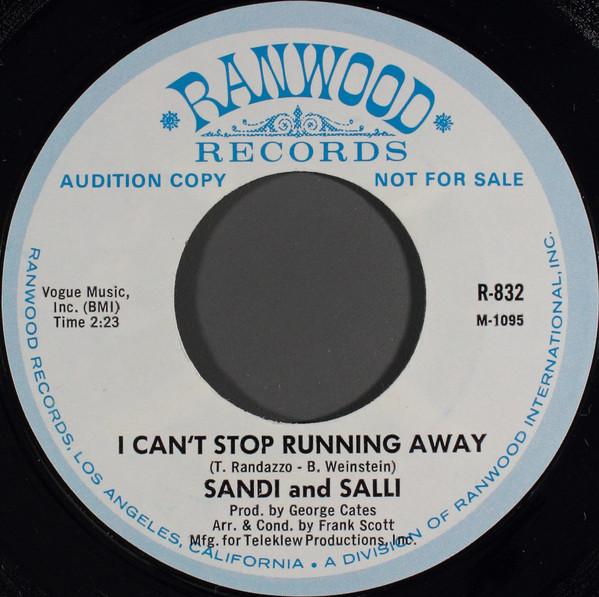 RANWOOD
RECORDS
AUDITION COPY NOT FOR SALE
Vogue Music,
Inc. (BMI)
Time 2:23
R-832
M-1095
I CAN'T STOP RUNNING AWAY
(T. Randazzo - B. Weinstein)
SANDI and SALLI
Prod. by George Cates
Arr. & Cond. by Frank Scott
Mfg. for Teleklew Productions, Inc.
RANWOOD RECORDS, LOS ANGELES, CALIFORNIA • A DIVISION OF RANWOOD INTERNATIONAL, INC.